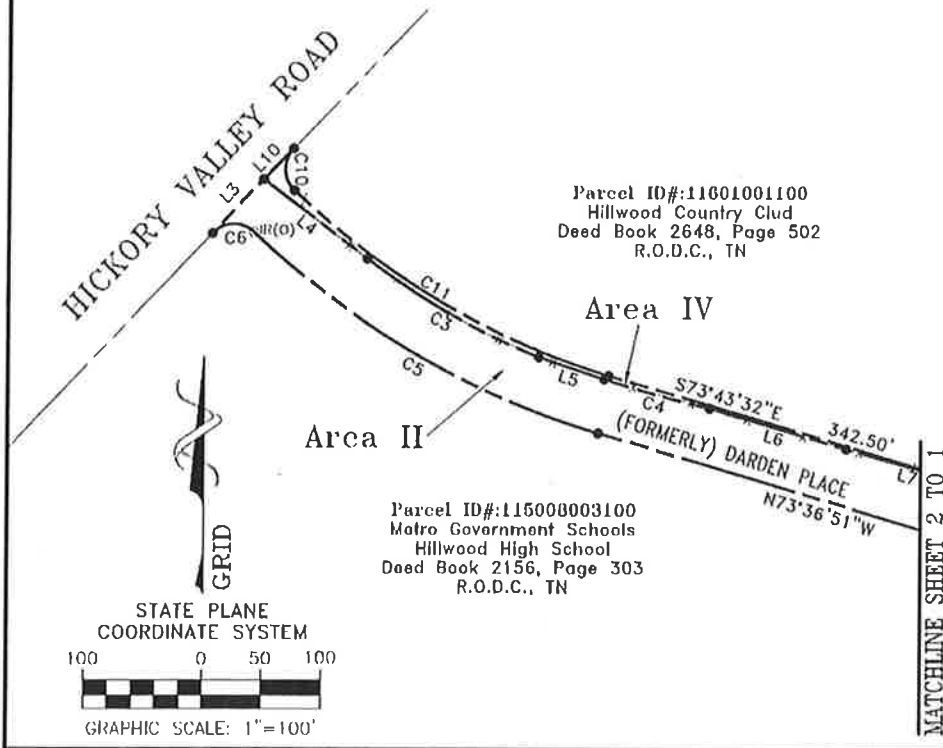 HICKORY VALLEY ROAD
L10
C10
L3
L4
C6
IR(O)
Parcel ID#:11601001100
Hillwood Country Clud
Deed Book 2648, Page 502
R.O.D.C., TN
C11
C3
Area IV
C5
L5
C4
S73°43'32"E
L6
342.50'
L7
Area II
(FORMERLY) DARDEN PLACE
N73°36'51"W
Parcel ID#:115008003100
Metro Government Schools
Hillwood High School
Deed Book 2156, Page 303
R.O.D.C., TN
GRID
STATE PLANE
COORDINATE SYSTEM
100 0 50 100
GRAPHIC SCALE: 1"=100'
MATCHLINE SHEET 2 TO 1